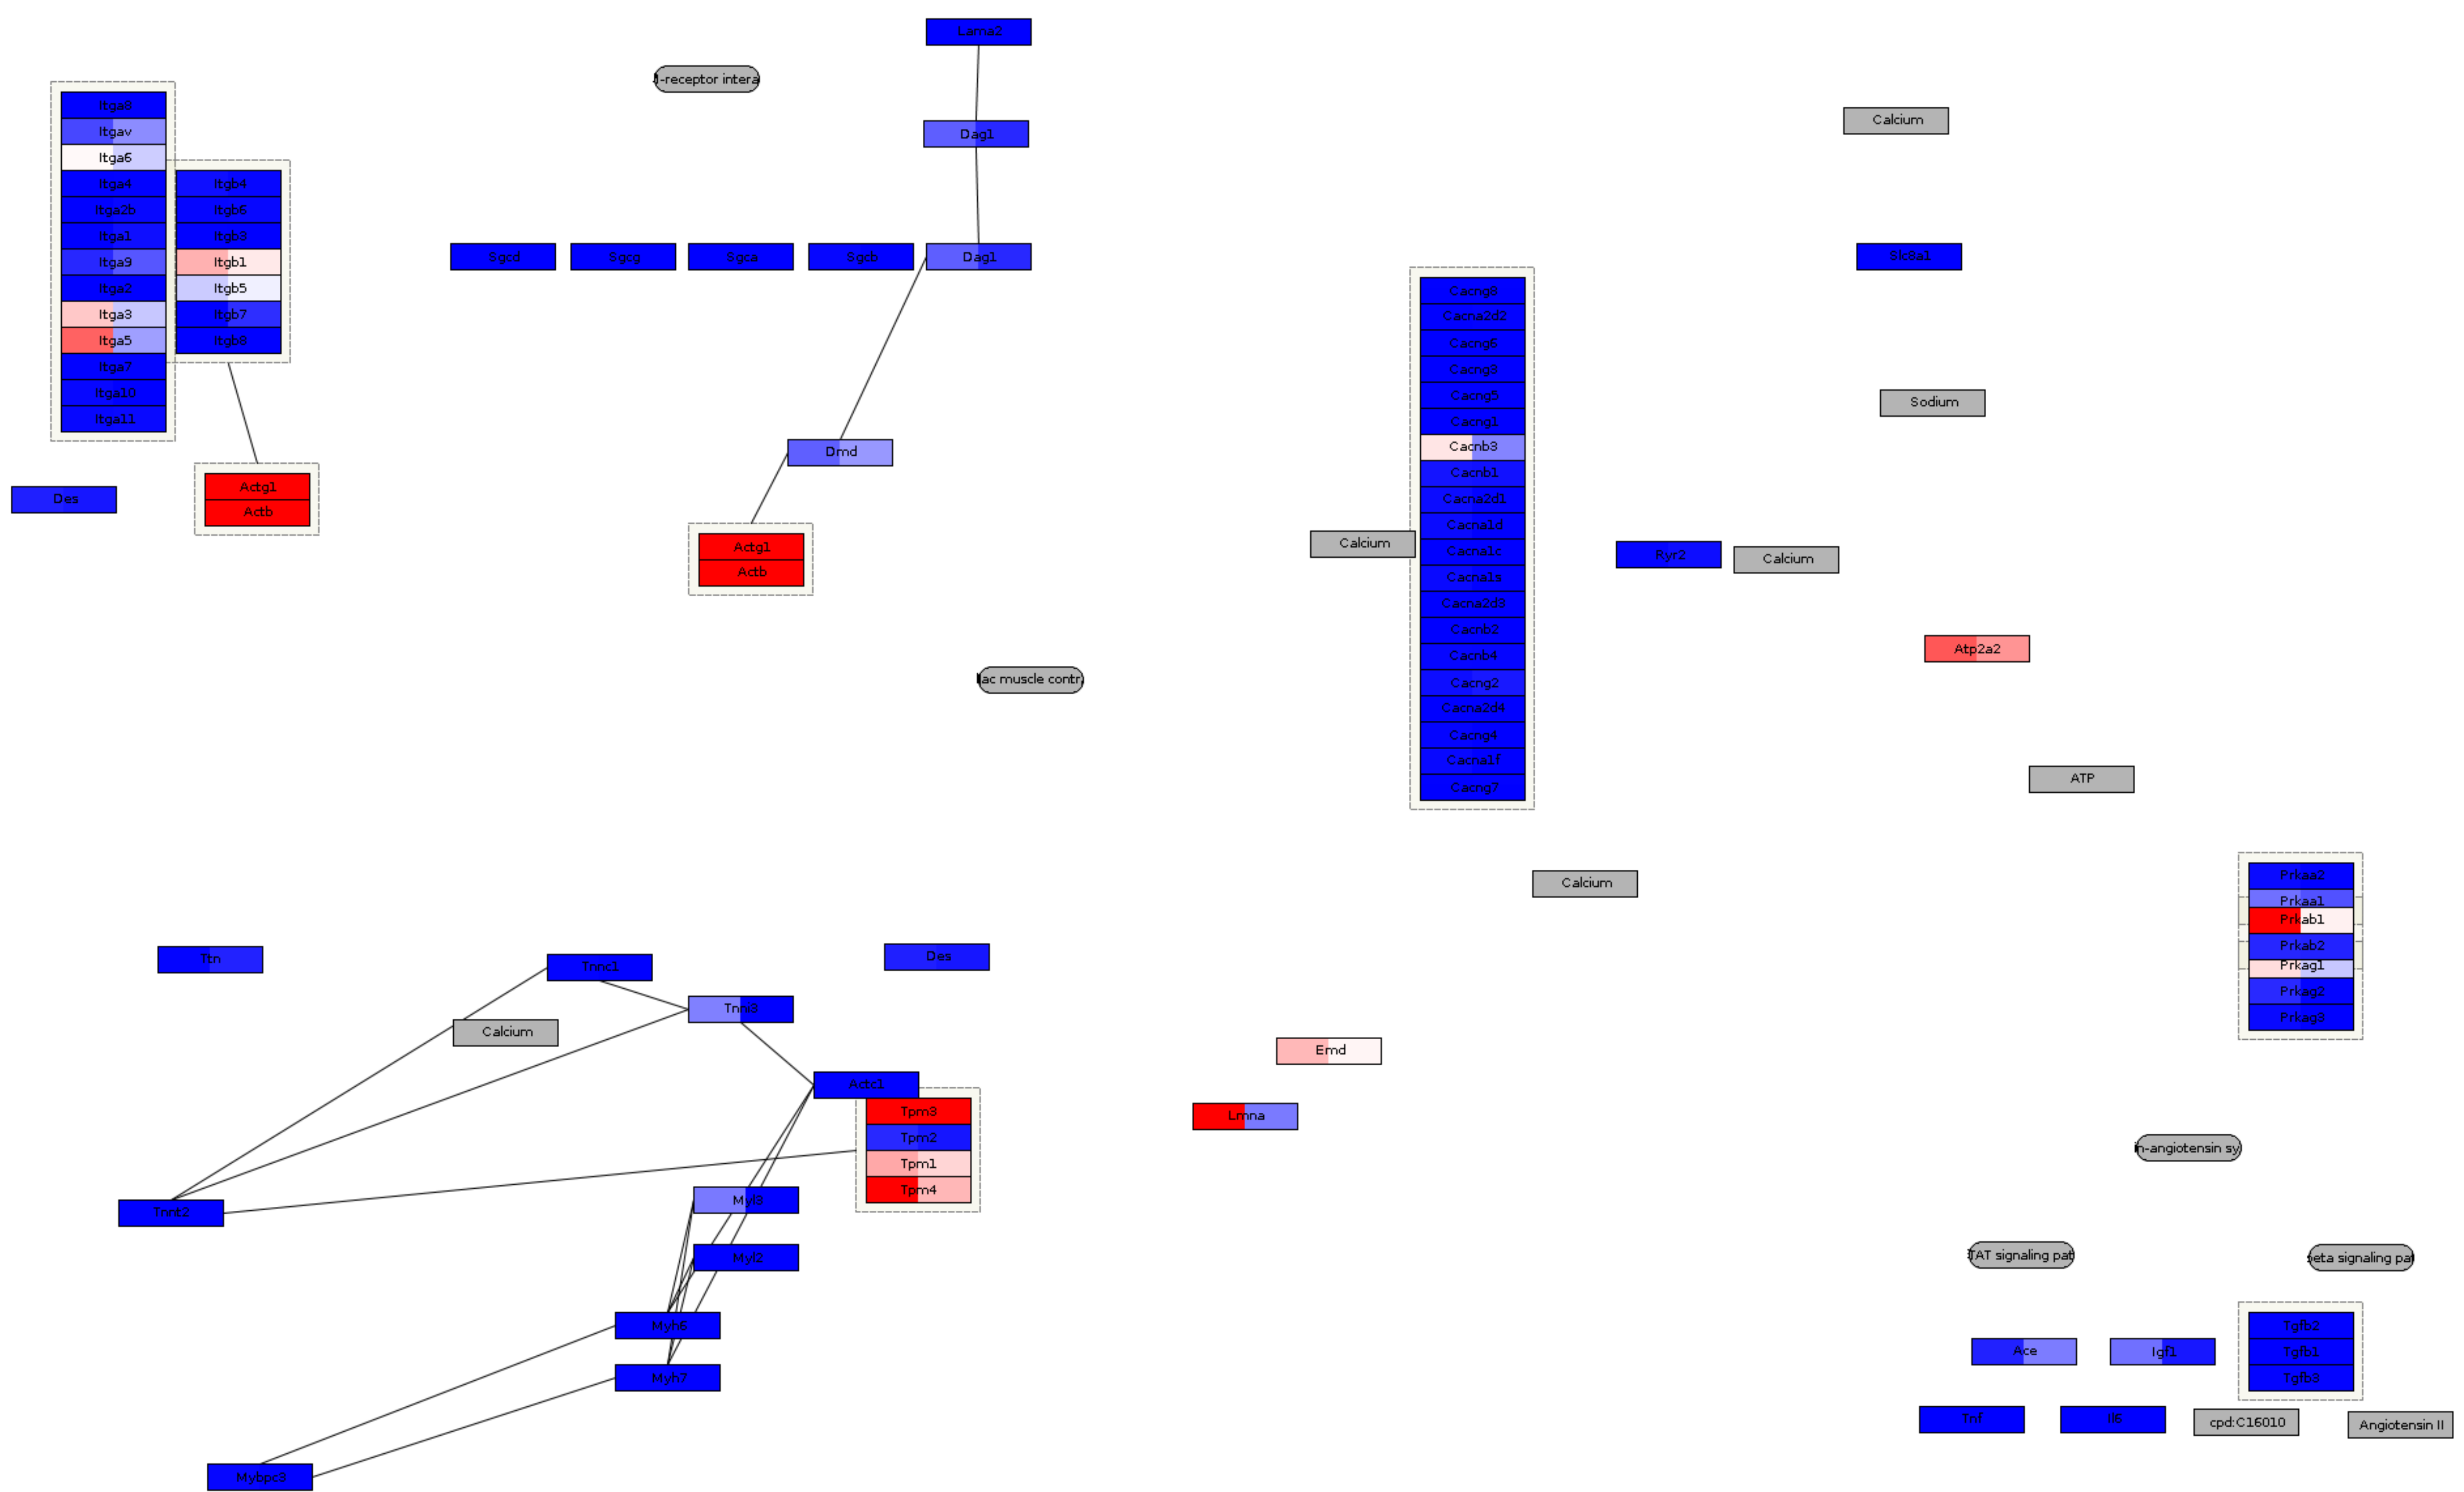 Lama2
-receptor intera
Itga8
Itgav
Itga6
Itga4
Itga2b
Itga1
Itga9
Itga2
Itga3
Itga5
Itga7
Itga10
Itga11
Itgb4
Itgb6
Itgb3
Itgb1
Itgb5
Itgb7
Itgb8
Dag1
Calcium
Sgcd
Sgcg
Sgca
Sgcb
Dag1
Slc8a1
Cacng8
Cacna2d2
Cacng6
Cacng3
Cacng5
Cacng1
Cacnb3
Cacnb1
Cacna2d1
Cacna1d
Cacna1c
Cacna1s
Cacna2d3
Cacnb2
Cacnb4
Cacng2
Cacna2d4
Cacng4
Cacna1f
Cacng7
Sodium
Dmd
Des
Actg1
Actb
Actg1
Actb
Calcium
Ryr2
Calcium
Atp2a2
ac muscle contr
ATP
Calcium
Prkaa2
Prkaa1
Prkab1
Prkab2
Prkag1
Prkag2
Prkag3
Ttn
Tnnc1
Des
Tnni3
Calcium
Emd
Actc1
Tpm3
Tpm2
Tpm1
Tpm4
Lmna
n-angiotensin sy
Tnnt2
Myl3
Myl2
TAT signaling pat
beta signaling pat
Myh6
Myh7
Ace
Igf1
Tgfb2
Tgfb1
Tgfb3
Tnf
Il6
cpd:C16010
Angiotensin II
Mybpc3